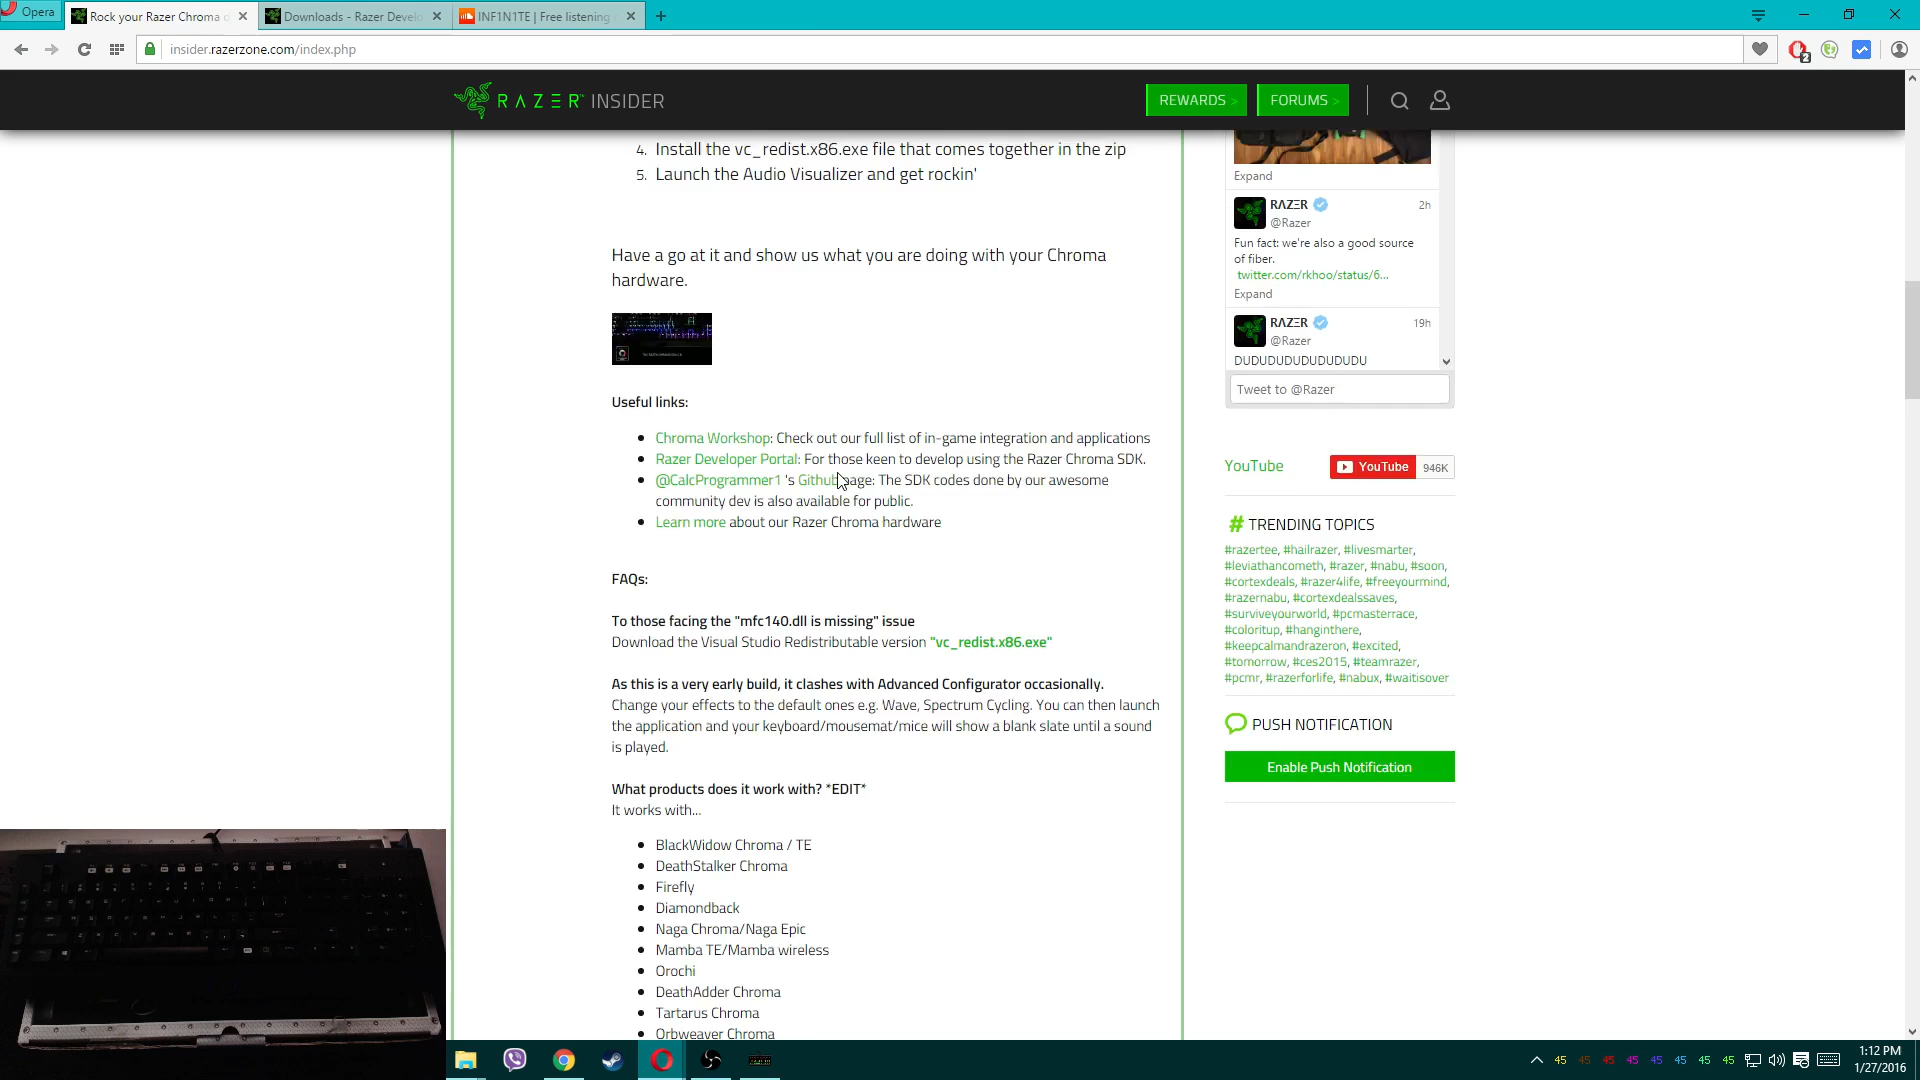 Opera
Rock your Razer Chroma
Downloads - Razer Develo
INF1N1TE | Free listening
insider.razerzone.com/index.php
2
RAZER INSIDER
REWARDS >
FORUMS >
4. Install the vc_redist.x86.exe file that comes together in the zip
5. Launch the Audio Visualizer and get rockin'
Have a go at it and show us what you are doing with your Chroma
hardware.
Useful links:
Chroma Workshop: Check out our full list of in-game integration and applications
Razer Developer Portal: For those keen to develop using the Razer Chroma SDK.
@CalcProgrammer1 's Github page: The SDK codes done by our awesome
community dev is also available for public.
Learn more about our Razer Chroma hardware
FAQs:
To those facing the "mfc140.dll is missing" issue
Download the Visual Studio Redistributable version "vc_redist.x86.exe"
As this is a very early build, it clashes with Advanced Configurator occasionally.
Change your effects to the default ones e.g. Wave, Spectrum Cycling. You can then launch
the application and your keyboard/mousemat/mice will show a blank slate until a sound
is played.
What products does it work with? *EDIT*
It works with...
BlackWidow Chroma / TE
DeathStalker Chroma
Firefly
Diamondback
Naga Chroma/Naga Epic
Mamba TE/Mamba wireless
Orochi
DeathAdder Chroma
Tartarus Chroma
Orbweaver Chroma
Expand
RΛZΞR
2h
@Razer
Fun fact: we're also a good source
of fiber.
twitter.com/rkhoo/status/6...
Expand
RΛZΞR
19h
@Razer
DUDUDUDUDUDUDUDU
Tweet to @Razer
YouTube
YouTube
946K
# TRENDING TOPICS
#razertee, #hailrazer, #livesmarter,
#leviathancometh, #razer, #nabu, #soon,
#cortexdeals, #razer4life, #freeyourmind,
#razernabu, #cortexdealssaves,
#surviveyourworld, #pcmasterrace,
#coloritup, #hanginthere,
#keepcalmandrazeron, #excited,
#tomorrow, #ces2015, #teamrazer,
#pcmr, #razerforlife, #nabux, #waitisover
PUSH NOTIFICATION
Enable Push Notification
45 45 45 45 45 45 45 45
1:12 PM
1/27/2016